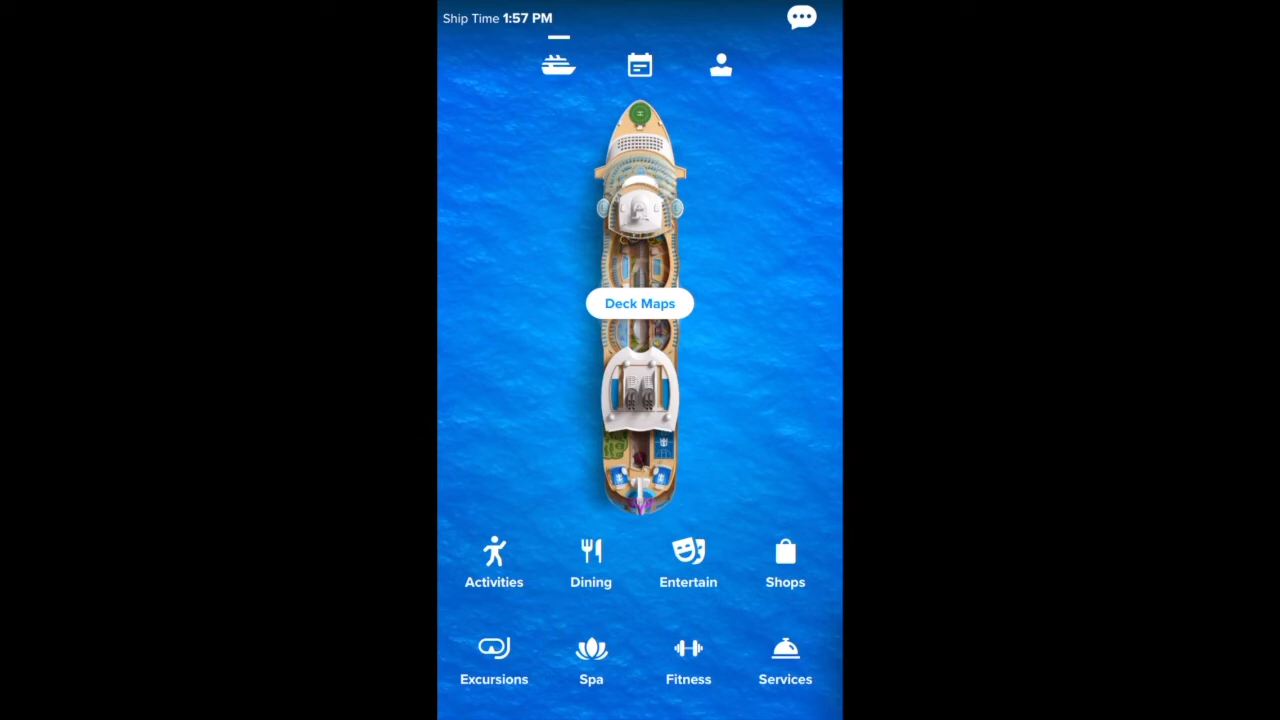 Ship Time 1:57 PM
Deck Maps
Activities Dining Entertain Shops
Excursions Spa Fitness Services